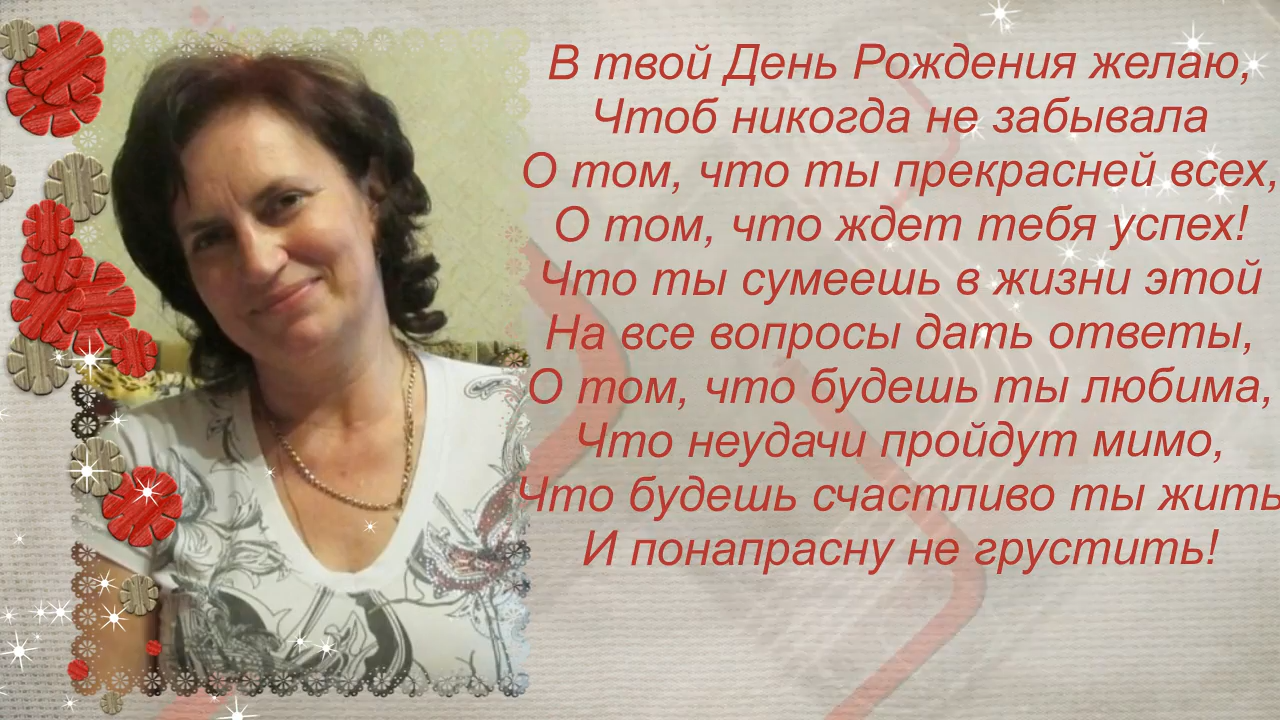 В твой День Рождения желаю,
Чтоб никогда не забывала
О том, что ты прекрасней всех,
О том, что ждет тебя успех!
Что ты сумеешь в жизни этой
На все вопросы дать ответы,
О том, что будешь ты любима,
Что неудачи пройдут мимо,
Что будешь счастливо ты жить
И понапрасну не грустить!